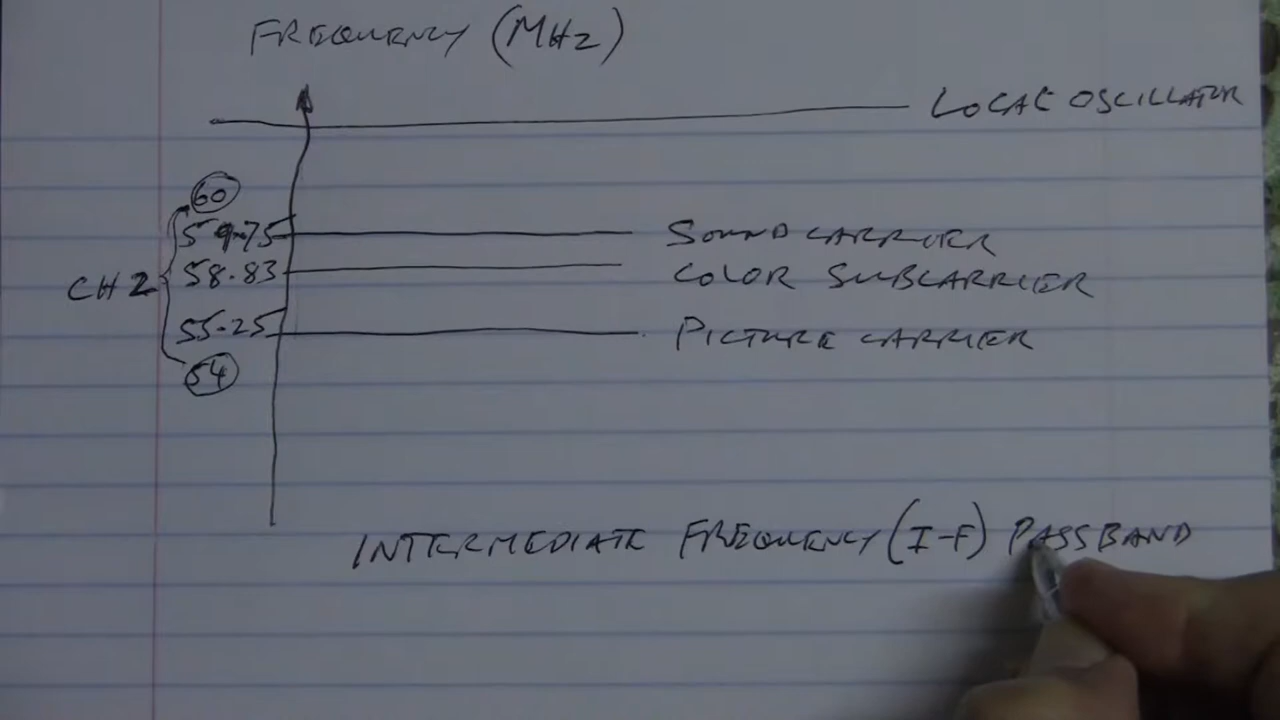 FREQUENCY (MHz)
LOCAL OSCILLATOR
60
59.75 SOUND CARRIER
58.83 COLOR SUBCARRIER
CH 2
55.25 PICTURE CARRIER
54
INTERMEDIATE FREQUENCY (I-F) PASSBAND